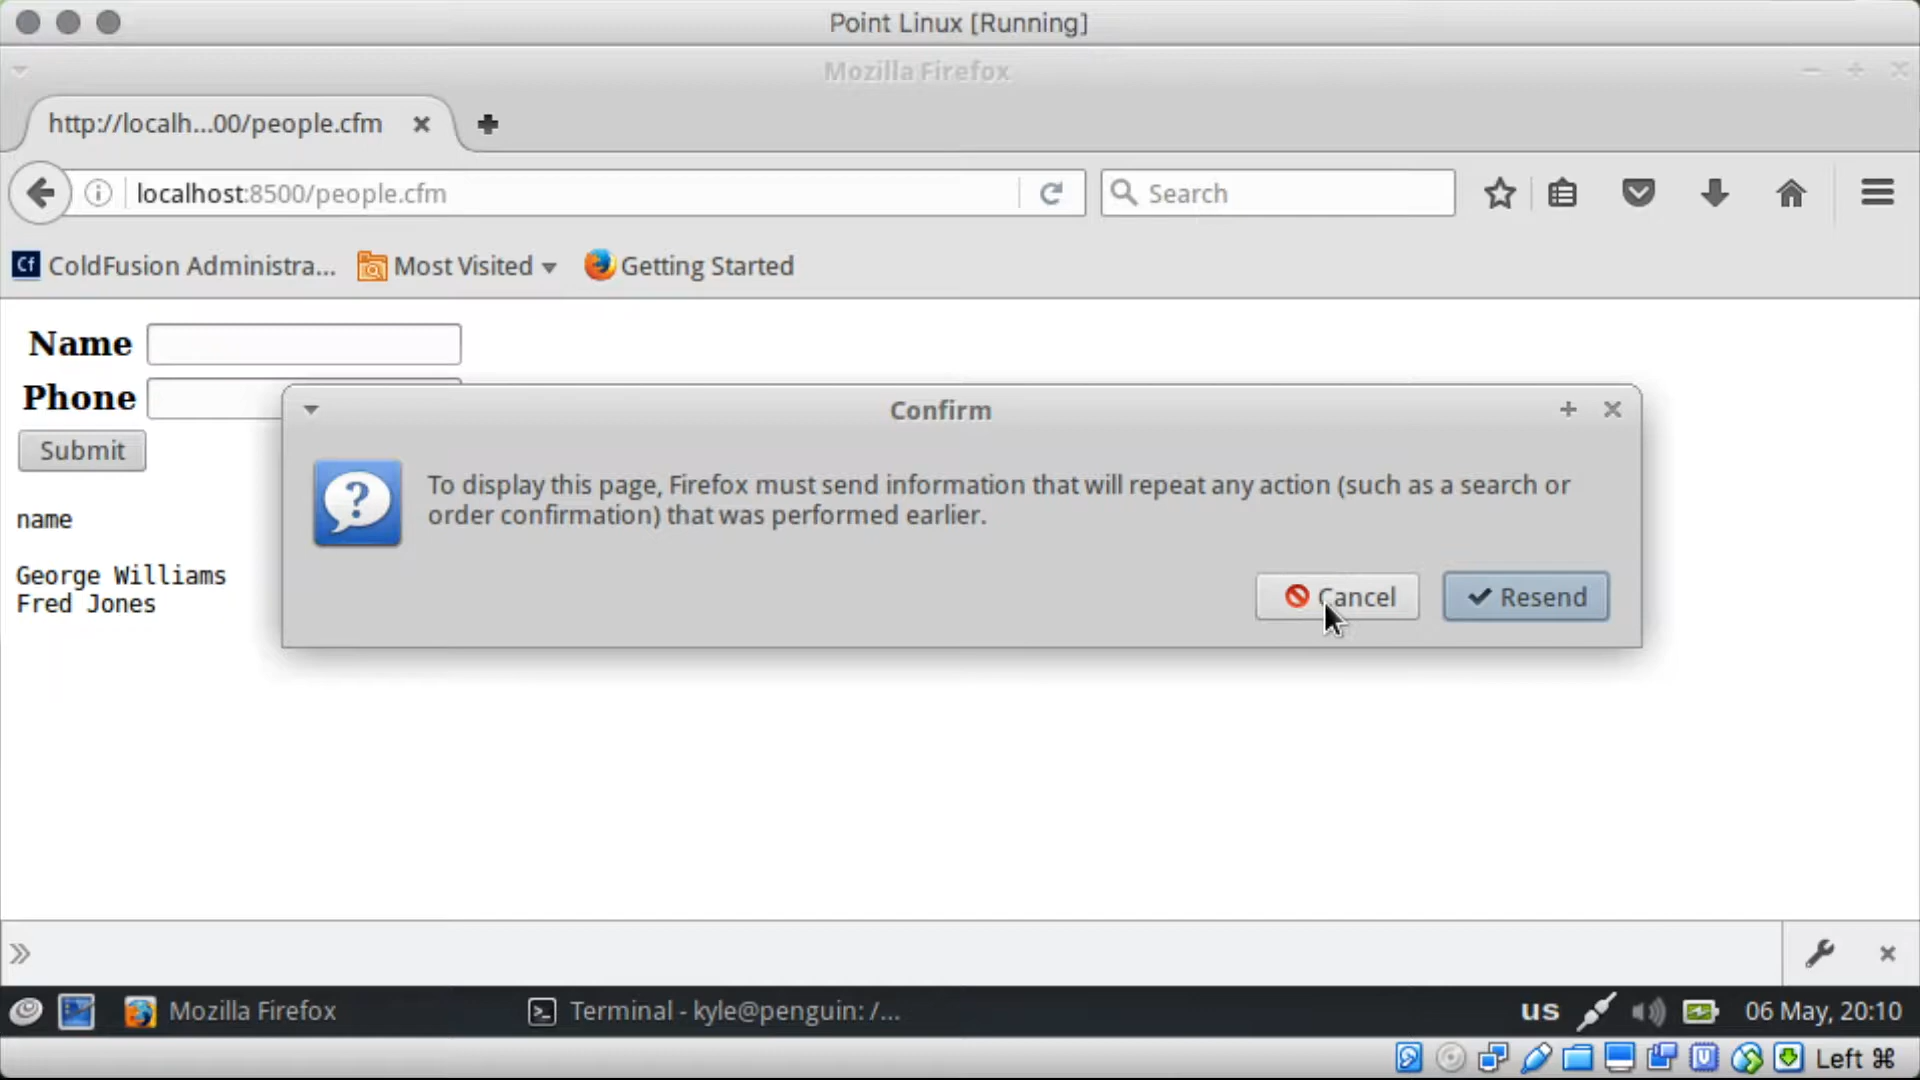 Point Linux [Running]
Mozilla Firefox
http://localh...00/people.cfm
localhost:8500/people.cfm
Search
Cf ColdFusion Administra...
Most Visited
Getting Started
Name
Phone
Submit
name
George Williams
Fred Jones
Confirm
To display this page, Firefox must send information that will repeat any action (such as a search or
order confirmation) that was performed earlier.
Cancel
Resend
Mozilla Firefox
Terminal - kyle@penguin: /...
us
06 May, 20:10
Left ⌘